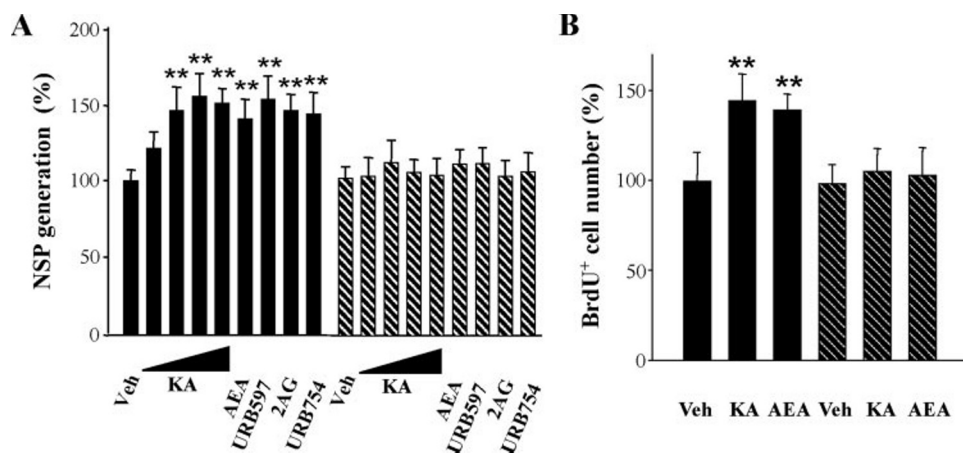 A
NSP generation (%)
200
150
100
50
0
** ** ** ** ** ** **
Veh
KA
AEA
URB597
2AG
URB754
Veh
KA
AEA
URB597
2AG
URB754
B
BrdU+ cell number (%)
150
100
50
0
** **
Veh KA AEA Veh KA AEA